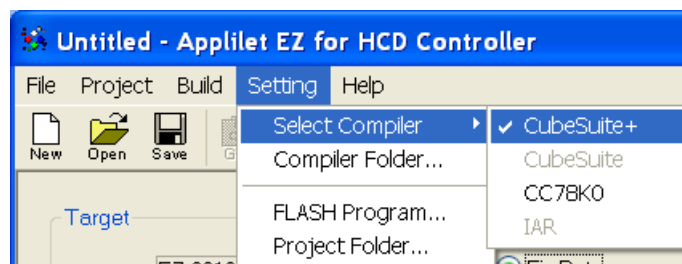 Untitled - Applilet EZ for HCD Controller
File Project Build Setting Help
New Open Save
Select Compiler
Compiler Folder...
FLASH Program...
Project Folder...
CubeSuite+
CubeSuite
CC78K0
IAR
Target